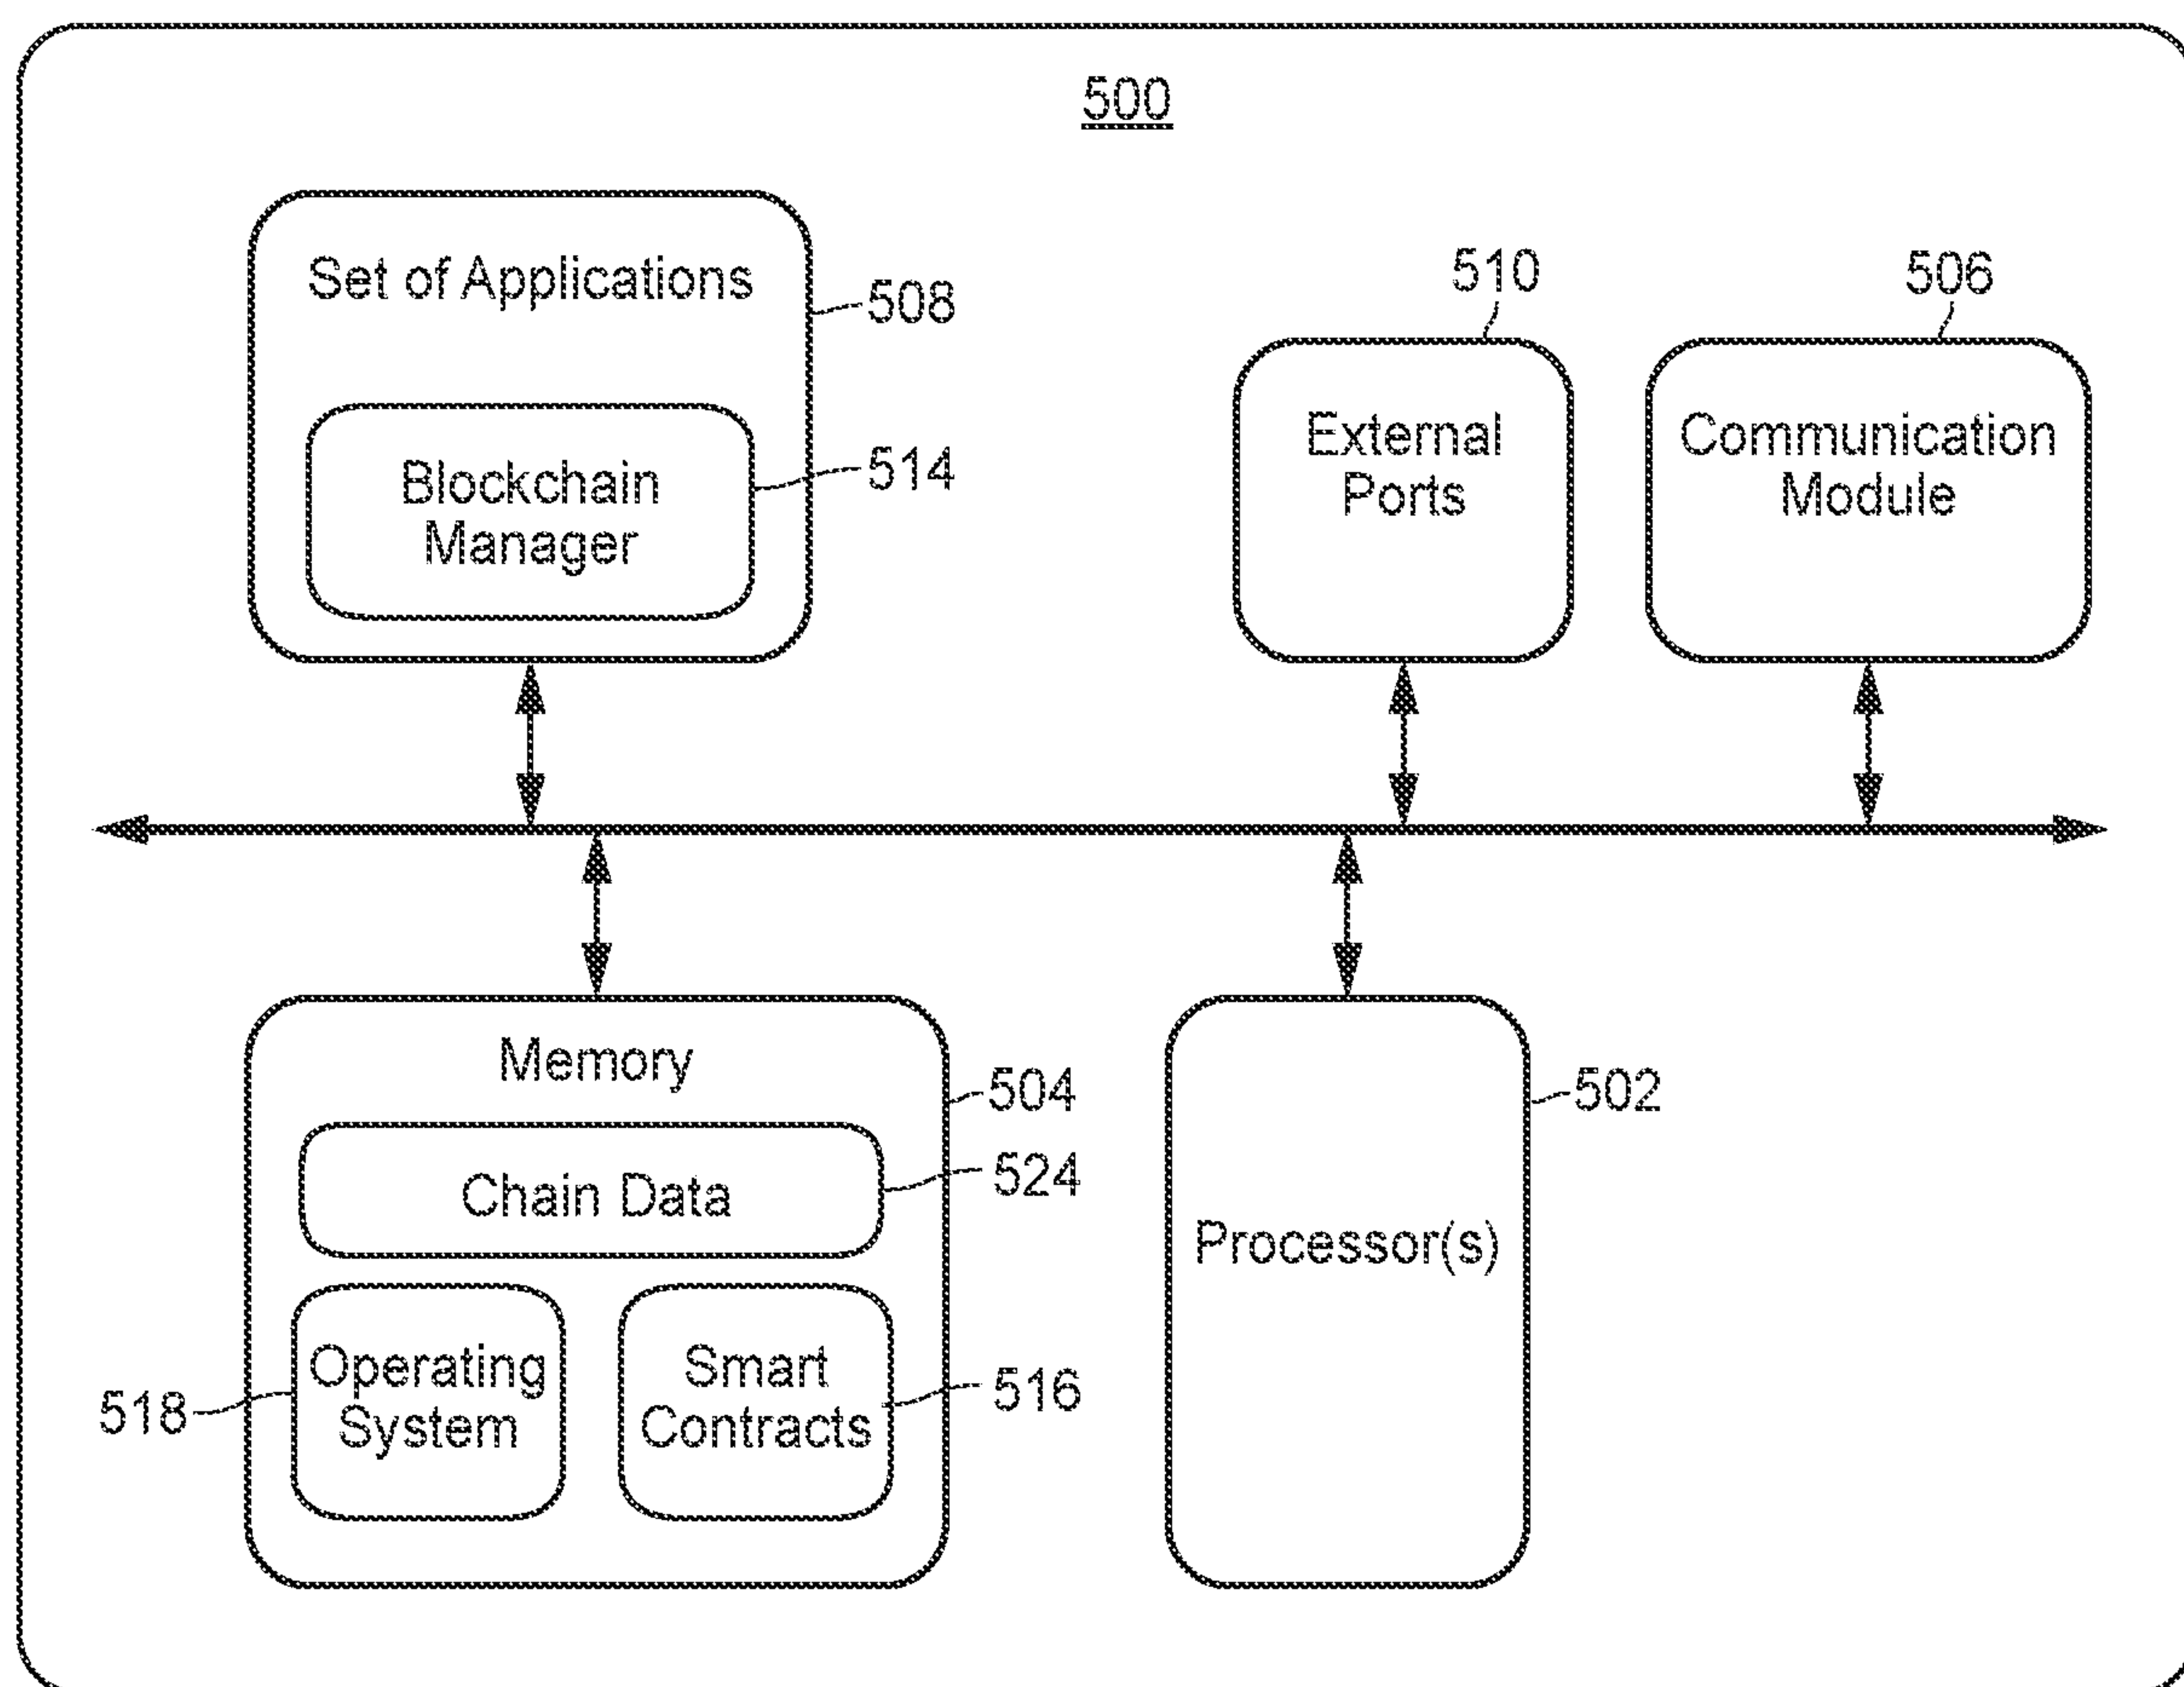 500
Set of Applications
508
Blockchain
Manager
514
510
External
Ports
506
Communication
Module
Memory
504
Chain Data
524
Operating
System
518
Smart
Contracts
516
Processor(s)
502